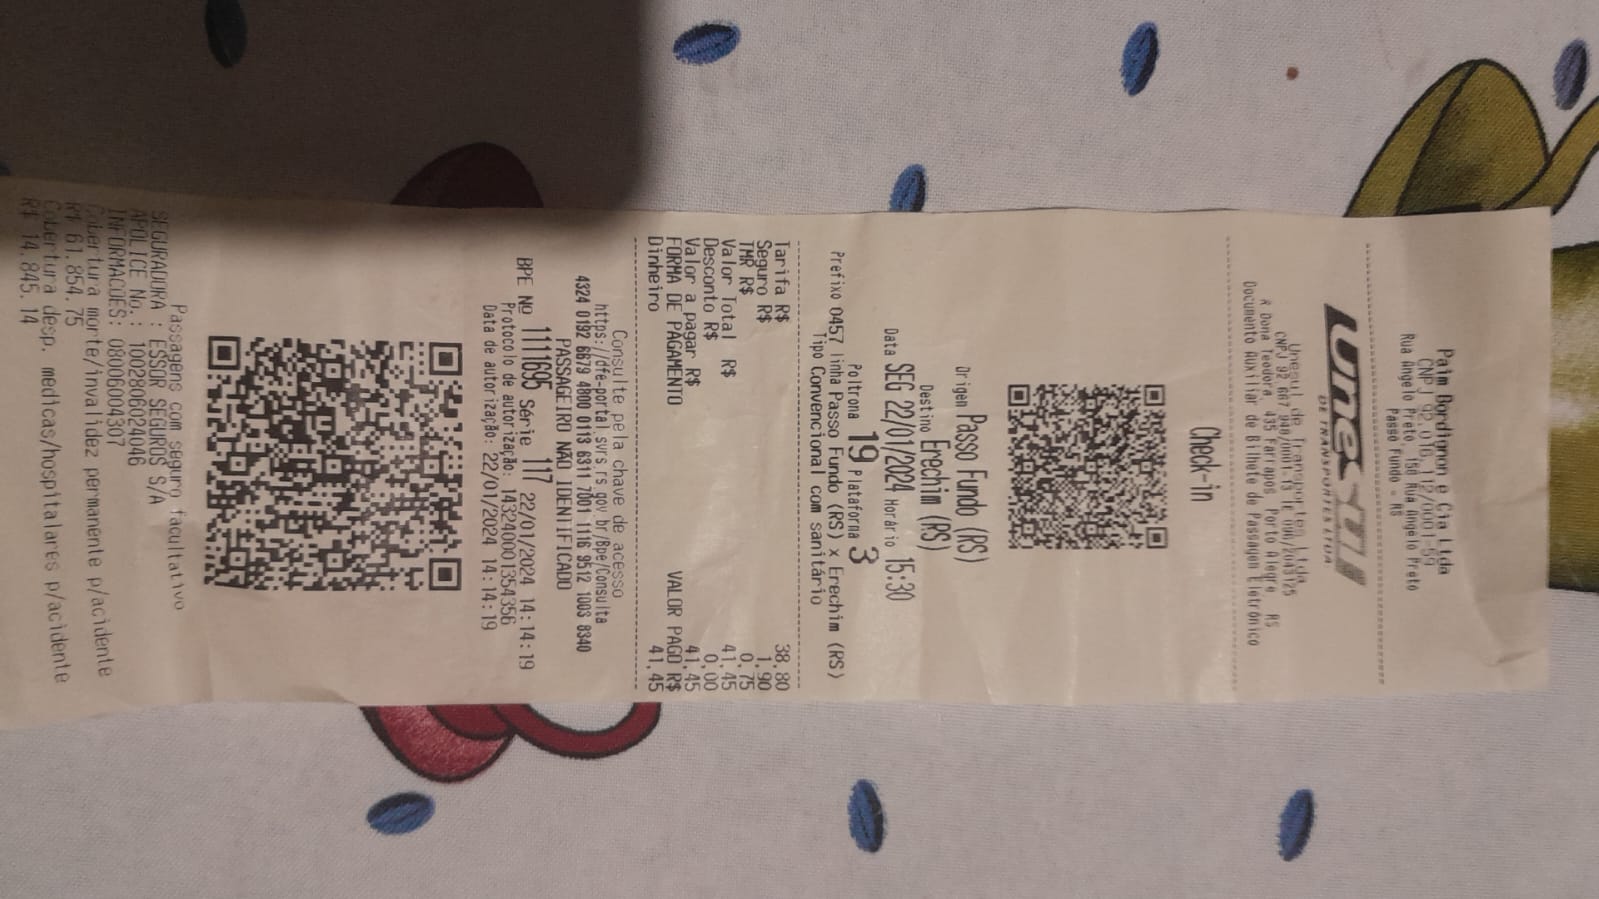 Paim Bordignon e Cia Ltda
CNPJ 92.016.112/0001-59
Rua Angelo Preto, 150 Rua Angelo Preto
Passo Fundo - RS
unesul
DE TRANSPORTES LTDA.
Unesul de Transportes Ltda.
CNPJ 92.667.948/0001-13 IE
R Dona Teodora, 435 Farrapos Porto Alegre RS
Documento Auxiliar de Bilhete de Passagem Eletrônico
Check-in
Origem Passo Fundo (RS)
Destino Erechim (RS)
Data SEG 22/01/2024 Horário 15:30
Poltrona 19 Plataforma 3
Prefixo 0457 linha Passo Fundo (RS) x Erechim (RS)
Tipo Convencional com sanitário
Tarifa R$ 38,80
Seguro R$ 1,90
TMR R$ 0,75
Valor Total R$ 41,45
Desconto R$ 0,00
Valor a pagar R$ 41,45
FORMA DE PAGAMENTO VALOR PAGO R$
Dinheiro 41,45
Consulte pela chave de acesso
https://dfe-portal.svrs.rs.gov.br/Bpe/Consulta
4324 0192 6679 4800 0113 6311 7001 1116 9512 1003 8340
PASSAGEIRO NÃO IDENTIFICADO
BPE Nº 1111695 Série 117 22/01/2024 14:14:19
Protocolo de autorização: 143240001354356
Data de autorização: 22/01/2024 14:14:19
Passagens com seguro facultativo
SEGURADORA : ESSOR SEGUROS S/A
APOLICE No.: 1002806024046
INFORMACOES: 08006004307
Cobertura morte/invalidez permanente p/acidente
R$ 61.854.75
Cobertura desp. medicas/hospitalares p/acidente
R$ 14.845.14